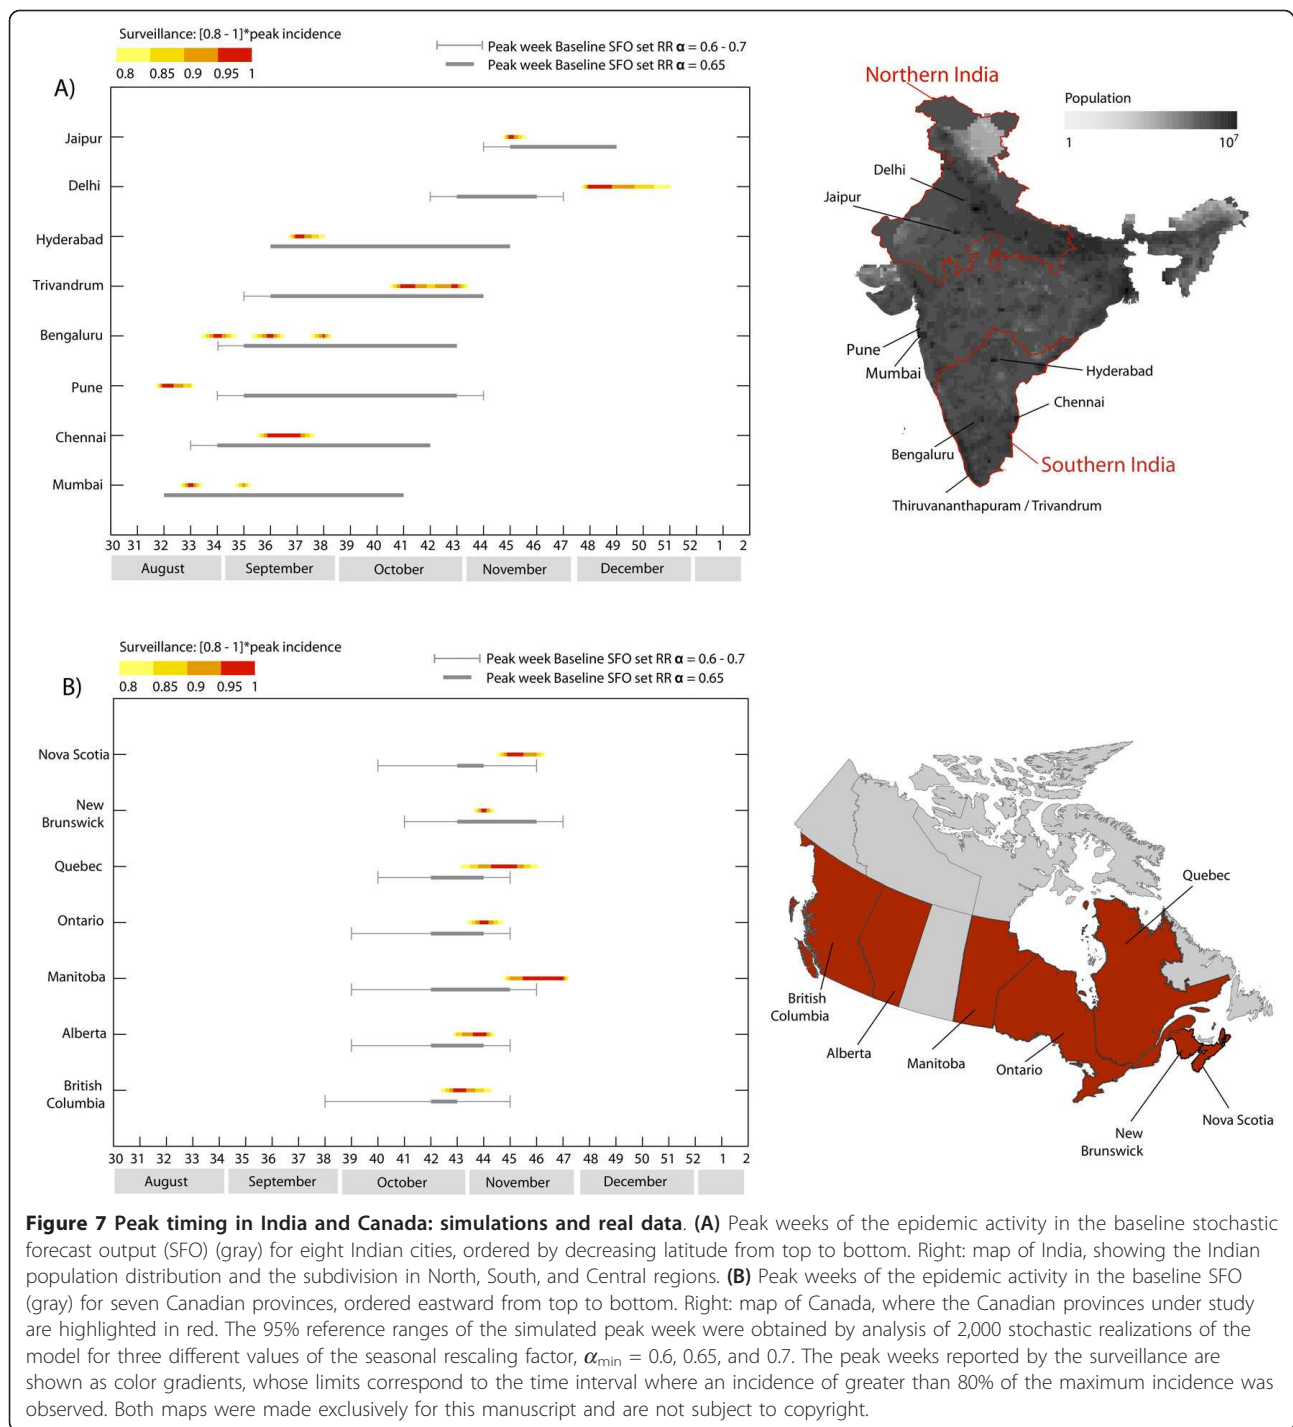 Surveillance: [0.8 - 1]*peak incidence
0.8 0.85 0.9 0.95 1
Peak week Baseline SFO set RR α = 0.6 - 0.7
Peak week Baseline SFO set RR α = 0.65
A)
Jaipur
Delhi
Hyderabad
Trivandrum
Bengaluru
Pune
Chennai
Mumbai
30 31 32 33 34 35 36 37 38 39 40 41 42 43 44 45 46 47 48 49 50 51 52 1 2
August September October November December
Northern India
Population
1 10⁷
Delhi
Jaipur
Pune
Mumbai
Hyderabad
Chennai
Bengaluru
Southern India
Thiruvananthapuram / Trivandrum
Surveillance: [0.8 - 1]*peak incidence
0.8 0.85 0.9 0.95 1
Peak week Baseline SFO set RR α = 0.6 - 0.7
Peak week Baseline SFO set RR α = 0.65
B)
Nova Scotia
New
Brunswick
Quebec
Ontario
Manitoba
Alberta
British
Columbia
30 31 32 33 34 35 36 37 38 39 40 41 42 43 44 45 46 47 48 49 50 51 52 1 2
August September October November December
Quebec
British
Columbia
Alberta
Manitoba
Ontario
New
Brunswick
Nova Scotia
Figure 7 Peak timing in India and Canada: simulations and real data. (A) Peak weeks of the epidemic activity in the baseline stochastic
forecast output (SFO) (gray) for eight Indian cities, ordered by decreasing latitude from top to bottom. Right: map of India, showing the Indian
population distribution and the subdivision in North, South, and Central regions. (B) Peak weeks of the epidemic activity in the baseline SFO
(gray) for seven Canadian provinces, ordered eastward from top to bottom. Right: map of Canada, where the Canadian provinces under study
are highlighted in red. The 95% reference ranges of the simulated peak week were obtained by analysis of 2,000 stochastic realizations of the
model for three different values of the seasonal rescaling factor, αmin = 0.6, 0.65, and 0.7. The peak weeks reported by the surveillance are
shown as color gradients, whose limits correspond to the time interval where an incidence of greater than 80% of the maximum incidence was
observed. Both maps were made exclusively for this manuscript and are not subject to copyright.